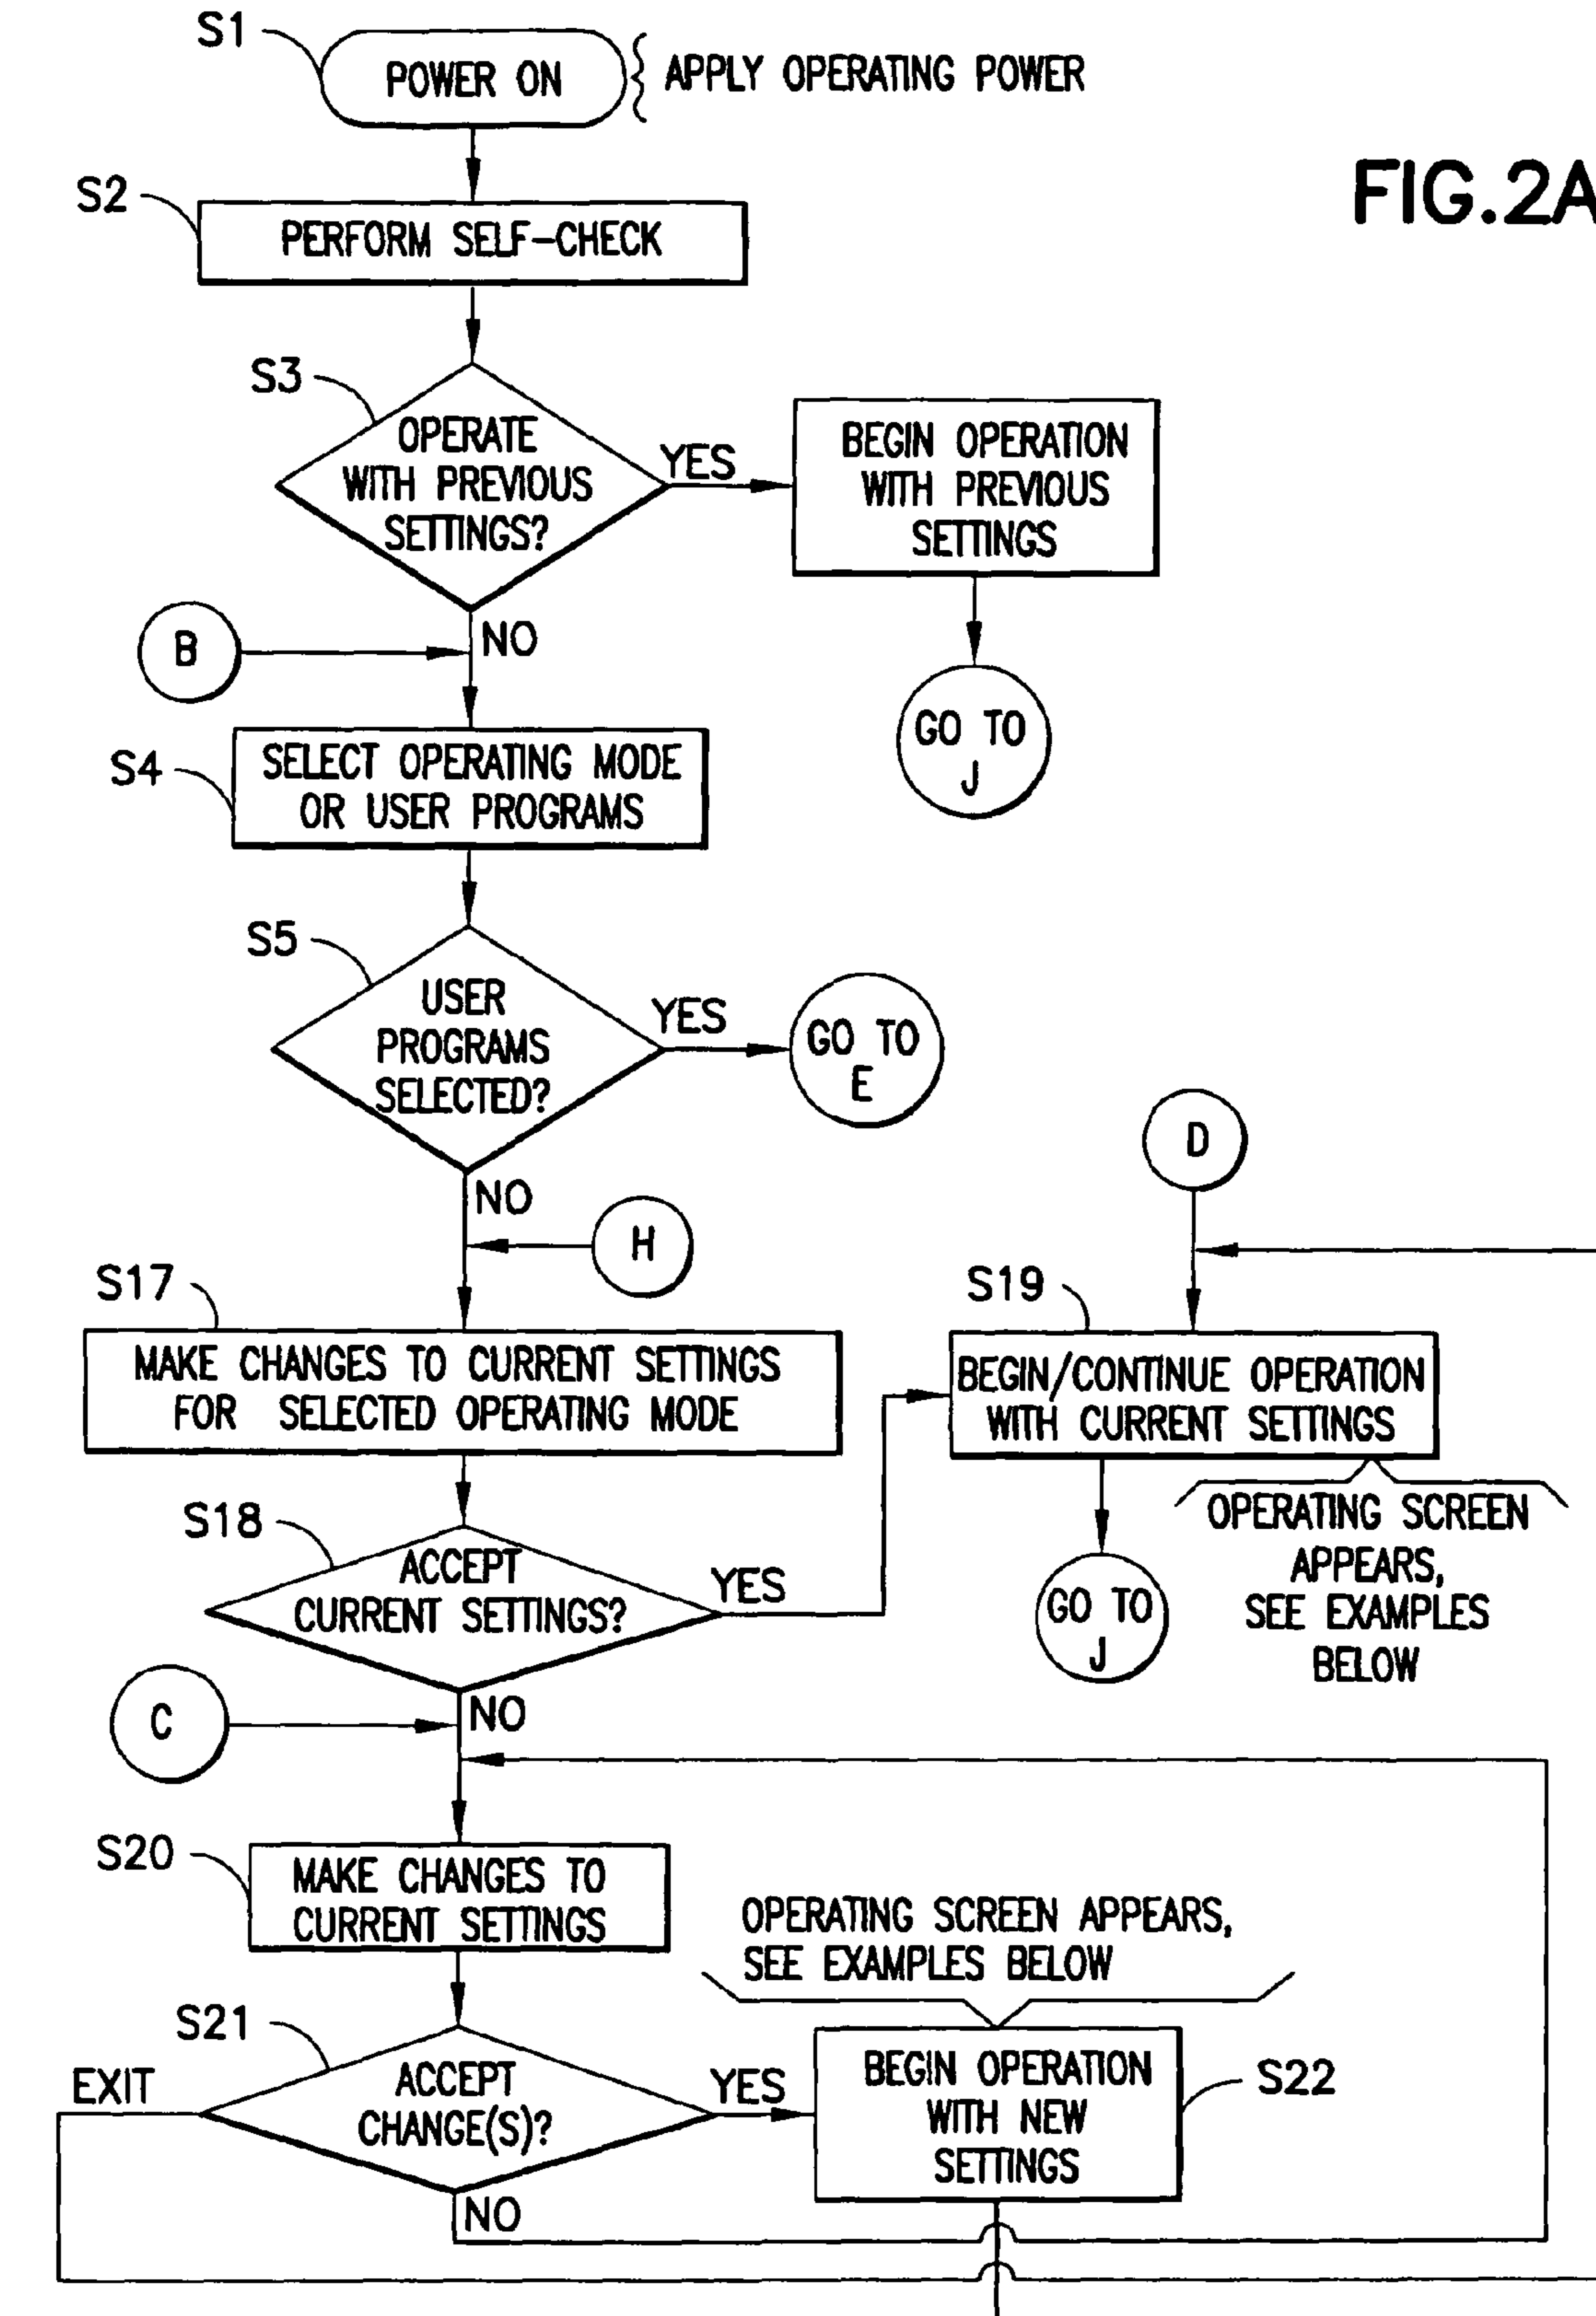 S1
POWER ON
APPLY OPERATING POWER
FIG.2A
S2
PERFORM SELF-CHECK
S3
OPERATE
WITH PREVIOUS
SETTINGS?
YES
BEGIN OPERATION
WITH PREVIOUS
SETTINGS
B
NO
GO TO
J
S4
SELECT OPERATING MODE
OR USER PROGRAMS
S5
USER
PROGRAMS
SELECTED?
YES
GO TO
E
NO
H
D
S17
MAKE CHANGES TO CURRENT SETTINGS
FOR SELECTED OPERATING MODE
S19
BEGIN/CONTINUE OPERATION
WITH CURRENT SETTINGS
OPERATING SCREEN
APPEARS,
SEE EXAMPLES
BELOW
GO TO
J
S18
ACCEPT
CURRENT SETTINGS?
YES
C
NO
S20
MAKE CHANGES TO
CURRENT SETTINGS
OPERATING SCREEN APPEARS,
SEE EXAMPLES BELOW
S21
EXIT
ACCEPT
CHANGE(S)?
YES
BEGIN OPERATION
WITH NEW
SETTINGS
S22
NO